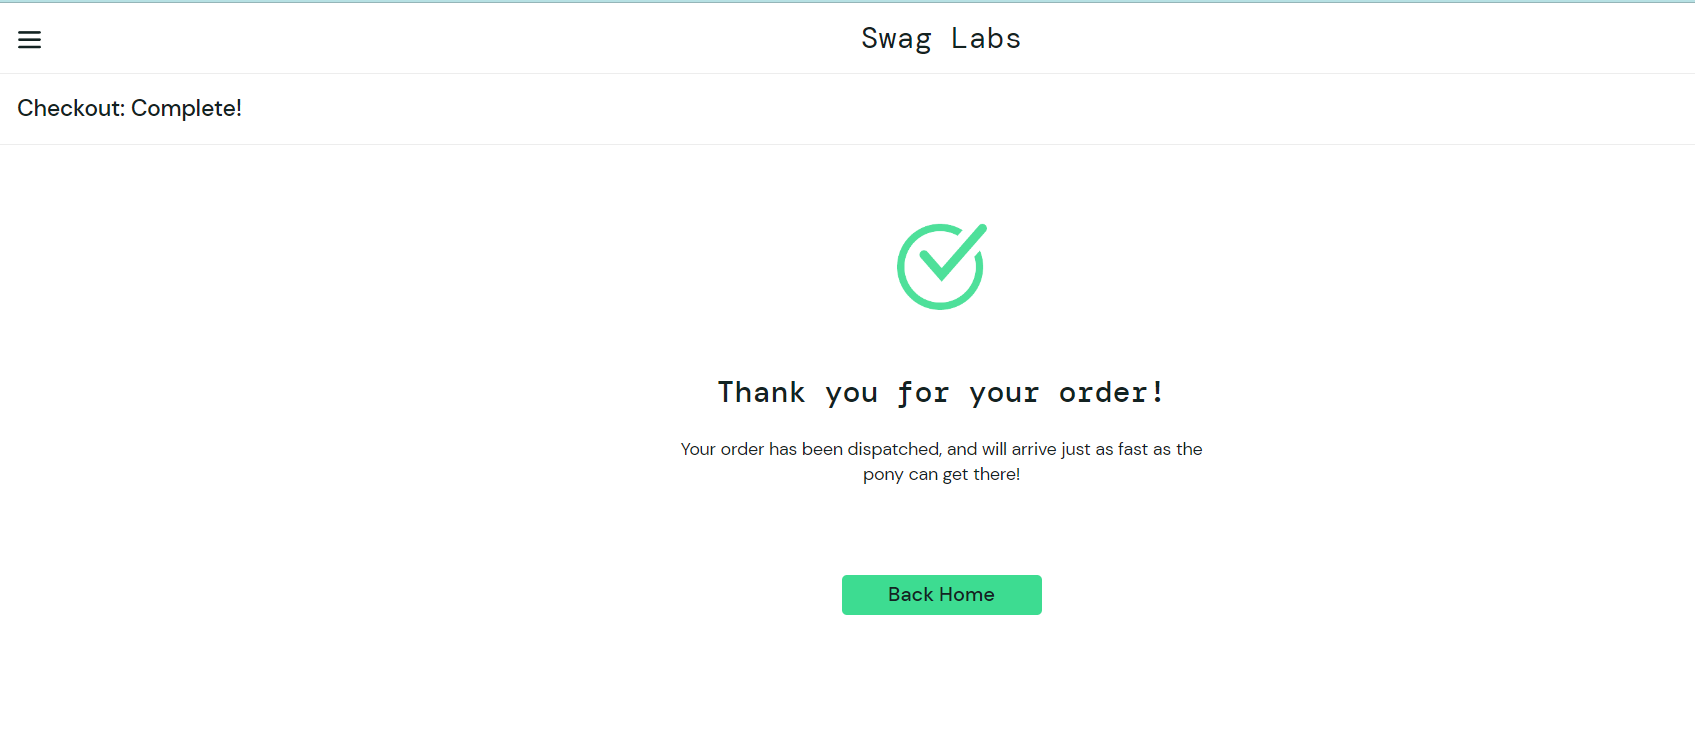 Swag Labs
Checkout: Complete!
Thank you for your order!
Your order has been dispatched, and will arrive just as fast as the
pony can get there!
Back Home